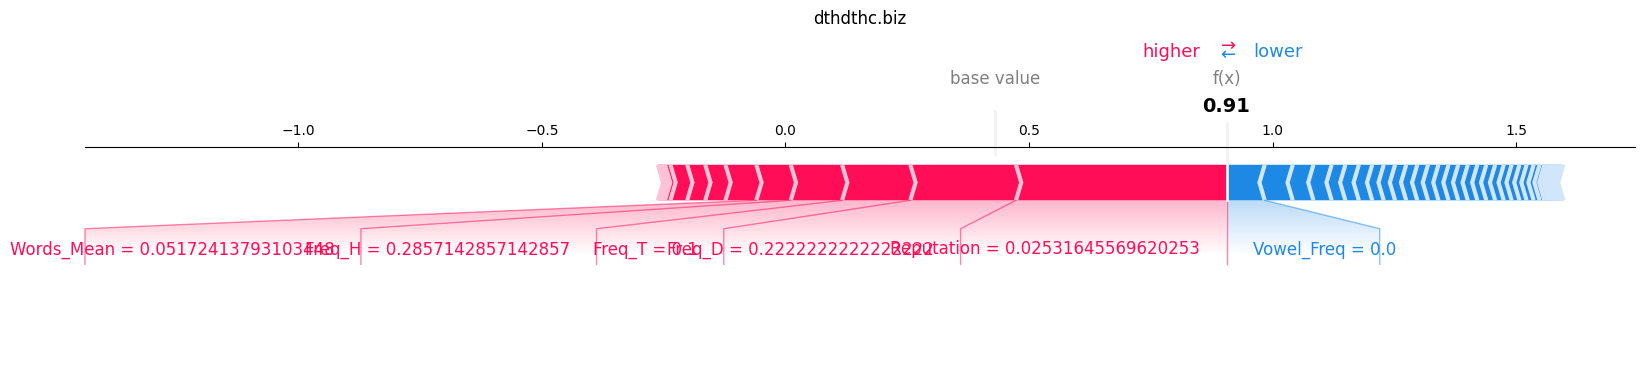 dthdthc.biz
higher ⇄ lower
base value f(x)
0.91
−1.0 −0.5 0.0 0.5 1.0 1.5
Words_Mean = 0.05172413793103448 Freq_H = 0.2857142857142857 Freq_T = 0.1 Freq_D = 0.2222222222222222 Reputation = 0.02531645569620253 Vowel_Freq = 0.0